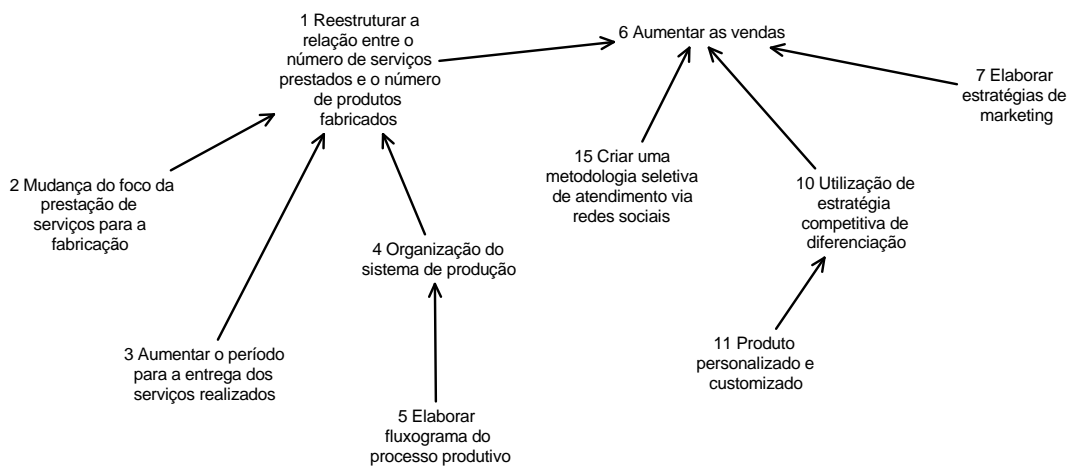 1 Reestruturar a
relação entre o
número de serviços
prestados e o número
de produtos
fabricados
6 Aumentar as vendas
7 Elaborar
estratégias de
marketing
2 Mudança do foco da
prestação de
serviços para a
fabricação
15 Criar uma
metodologia seletiva
de atendimento via
redes sociais
10 Utilização de
estratégia
competitiva de
diferenciação
4 Organização do
sistema de produção
3 Aumentar o período
para a entrega dos
serviços realizados
11 Produto
personalizado e
customizado
5 Elaborar
fluxograma do
processo produtivo